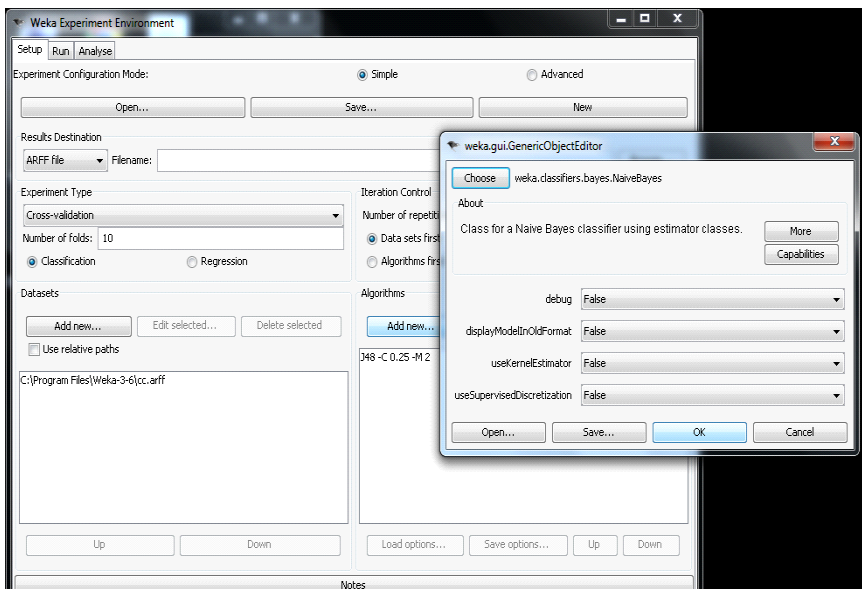 Weka Experiment Environment
Setup Run Analyse
Experiment Configuration Mode: Simple Advanced
Open... Save... New
Results Destination
ARFF file Filename:
Experiment Type
Cross-validation
Number of folds: 10
Classification Regression
Iteration Control
Number of repetiti
Data sets first
Algorithms firs
Datasets
Add new... Edit selected... Delete selected
Use relative paths
C:\Program Files\Weka-3-6\cc.arff
Up Down
Algorithms
Add new...
J48 -C 0.25 -M 2
Load options... Save options... Up Down
Notes
weka.gui.GenericObjectEditor
Choose weka.classifiers.bayes.NaiveBayes
About
Class for a Naive Bayes classifier using estimator classes.
More
Capabilities
debug False
displayModelInOldFormat False
useKernelEstimator False
useSupervisedDiscretization False
Open... Save... OK Cancel